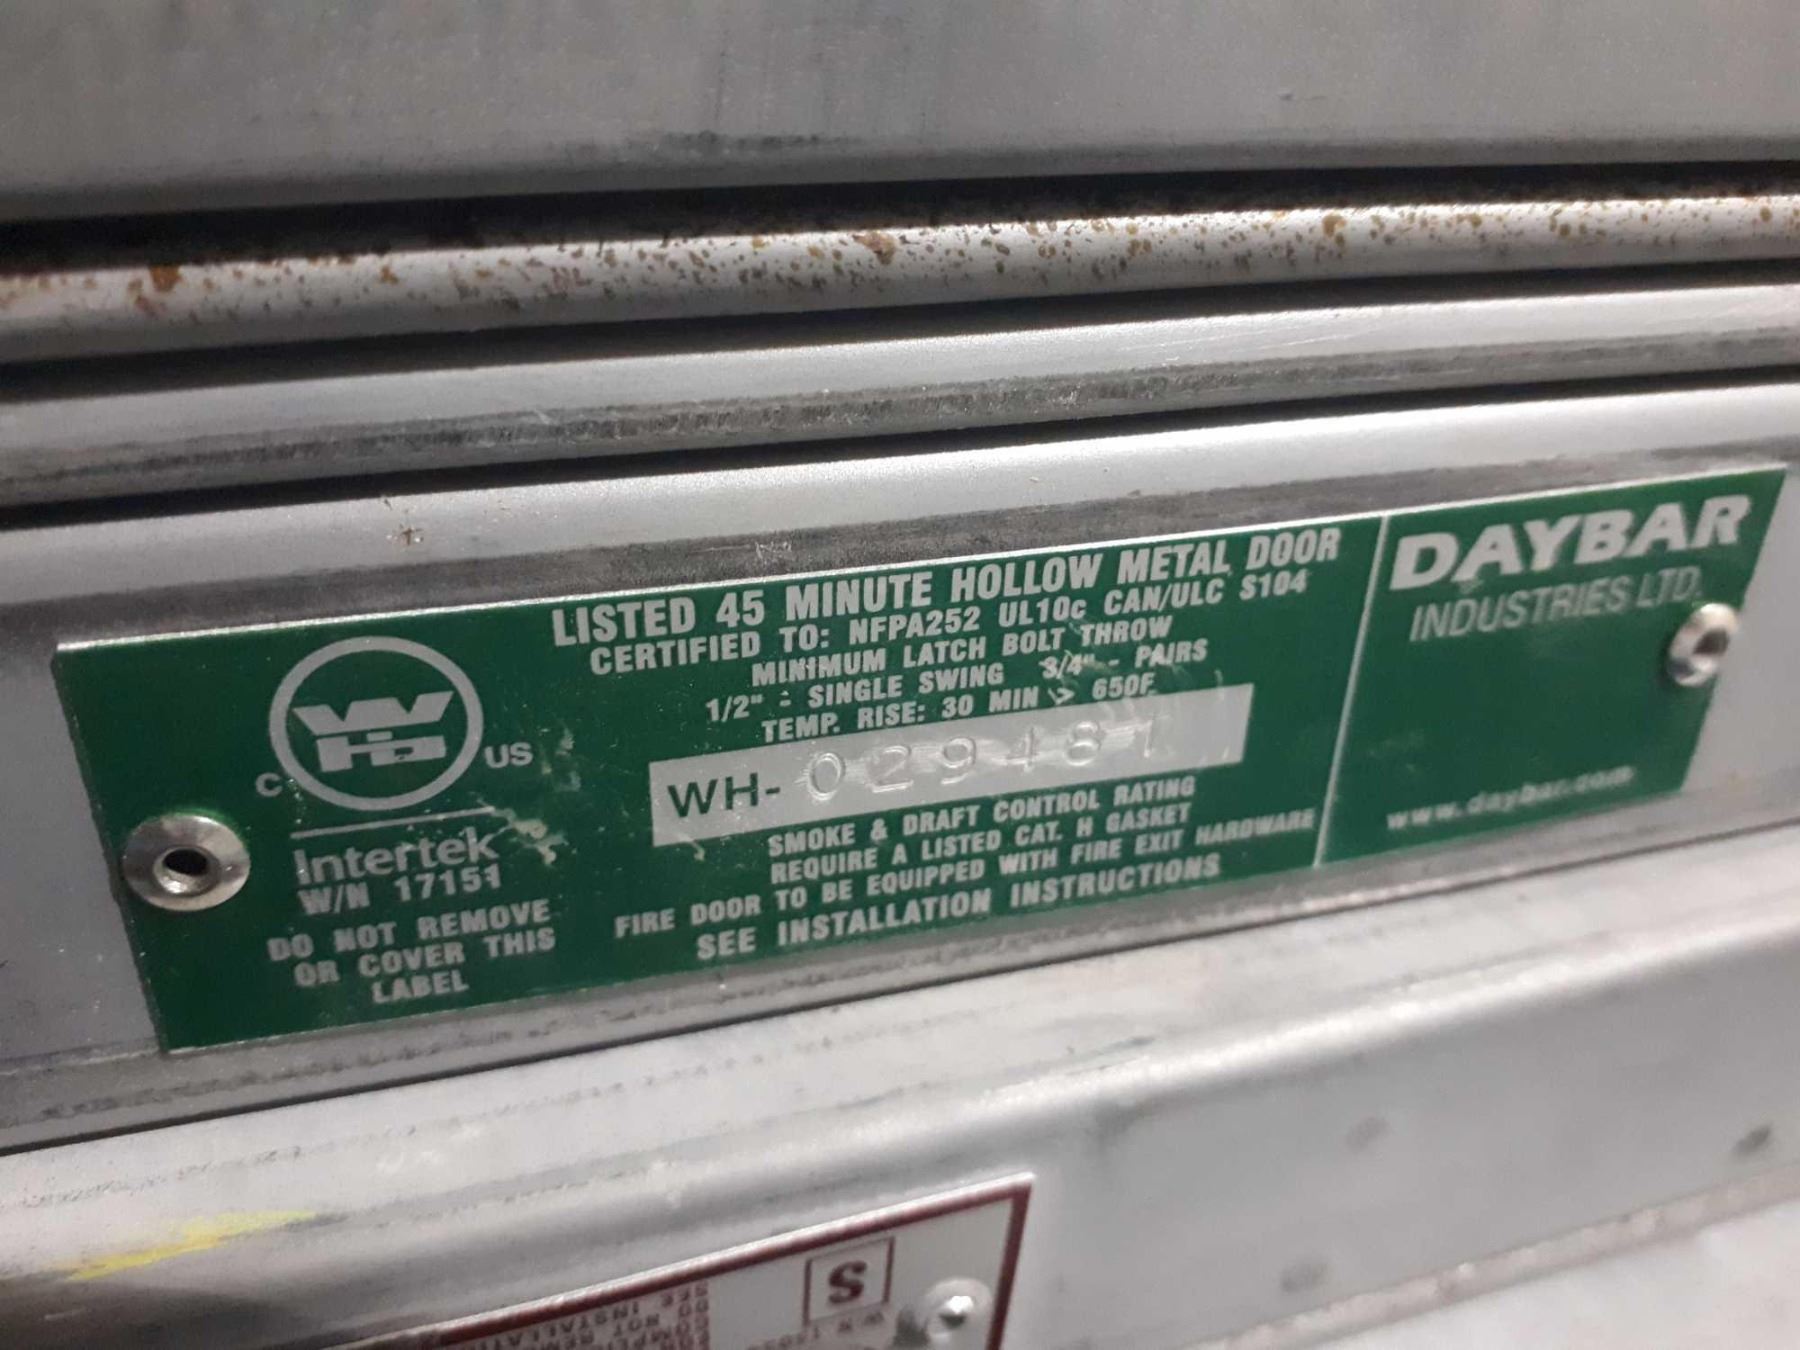 LISTED 45 MINUTE HOLLOW METAL DOOR
CERTIFIED TO: NFPA252 UL10c CAN/ULC S104
MINIMUM LATCH BOLT THROW
1/2" - SINGLE SWING 3/4" - PAIRS
TEMP. RISE: 30 MIN > 650F
WH-029481
SMOKE & DRAFT CONTROL RATING
REQUIRE A LISTED CAT. H GASKET
FIRE DOOR TO BE EQUIPPED WITH FIRE EXIT HARDWARE
SEE INSTALLATION INSTRUCTIONS
WHD
C US
Intertek
W/N 17151
DO NOT REMOVE
OR COVER THIS
LABEL
DAYBAR
INDUSTRIES LTD.
www.daybar.com
S